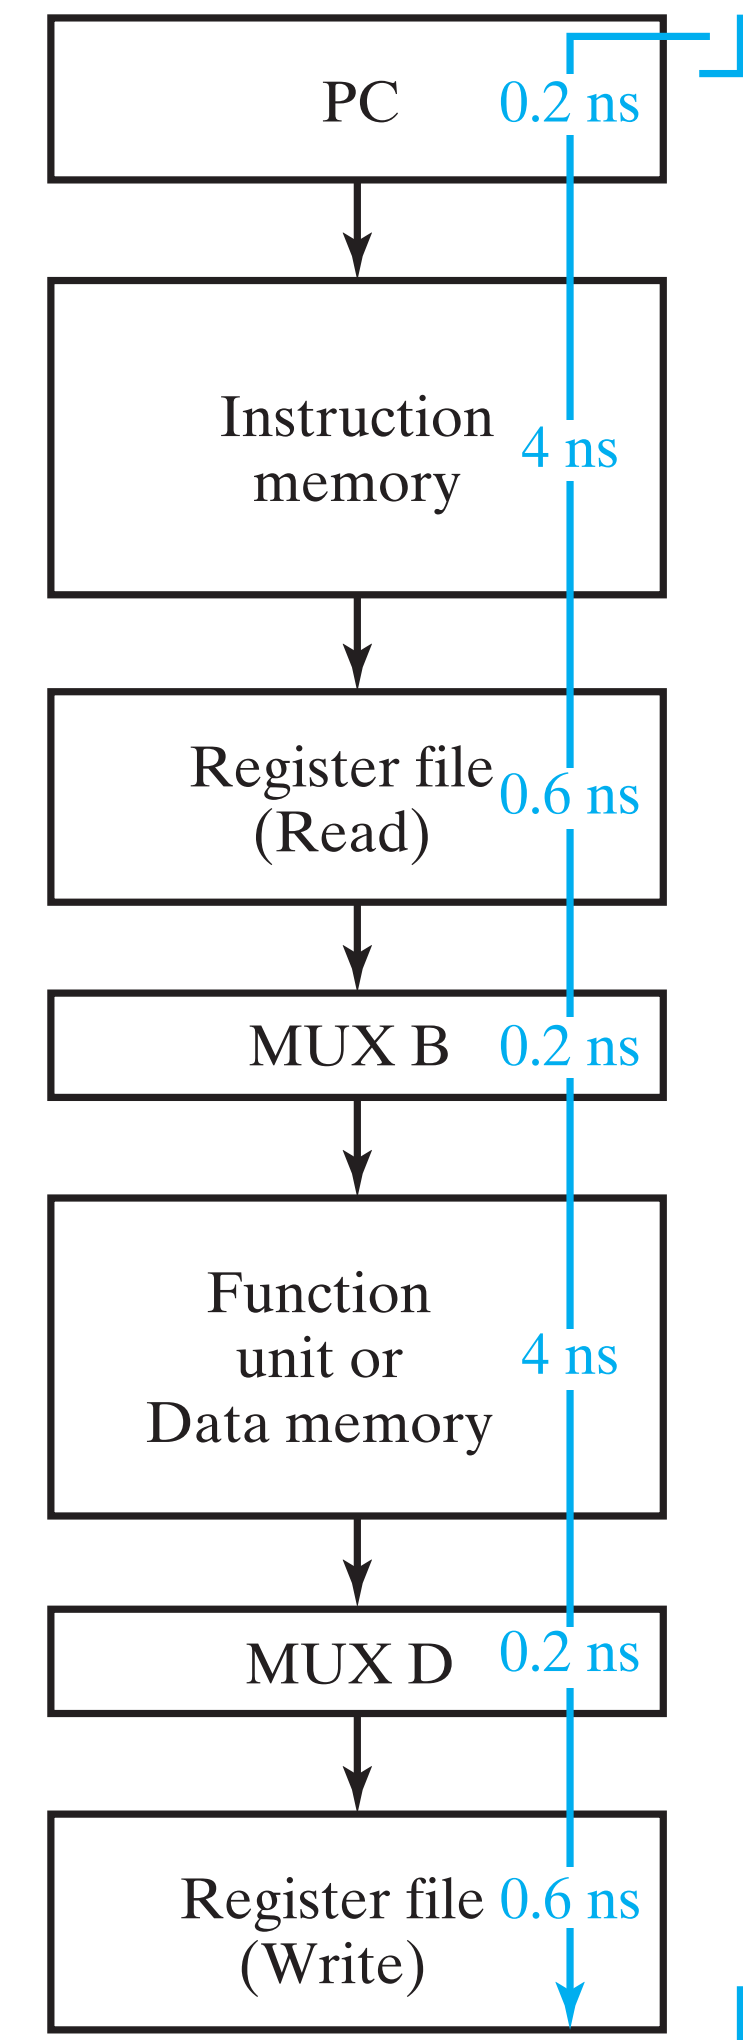 PC 0.2 ns
Instruction
memory
4 ns
Register file
(Read)
0.6 ns
MUX B 0.2 ns
Function
unit or
Data memory
4 ns
MUX D 0.2 ns
Register file 0.6 ns
(Write)